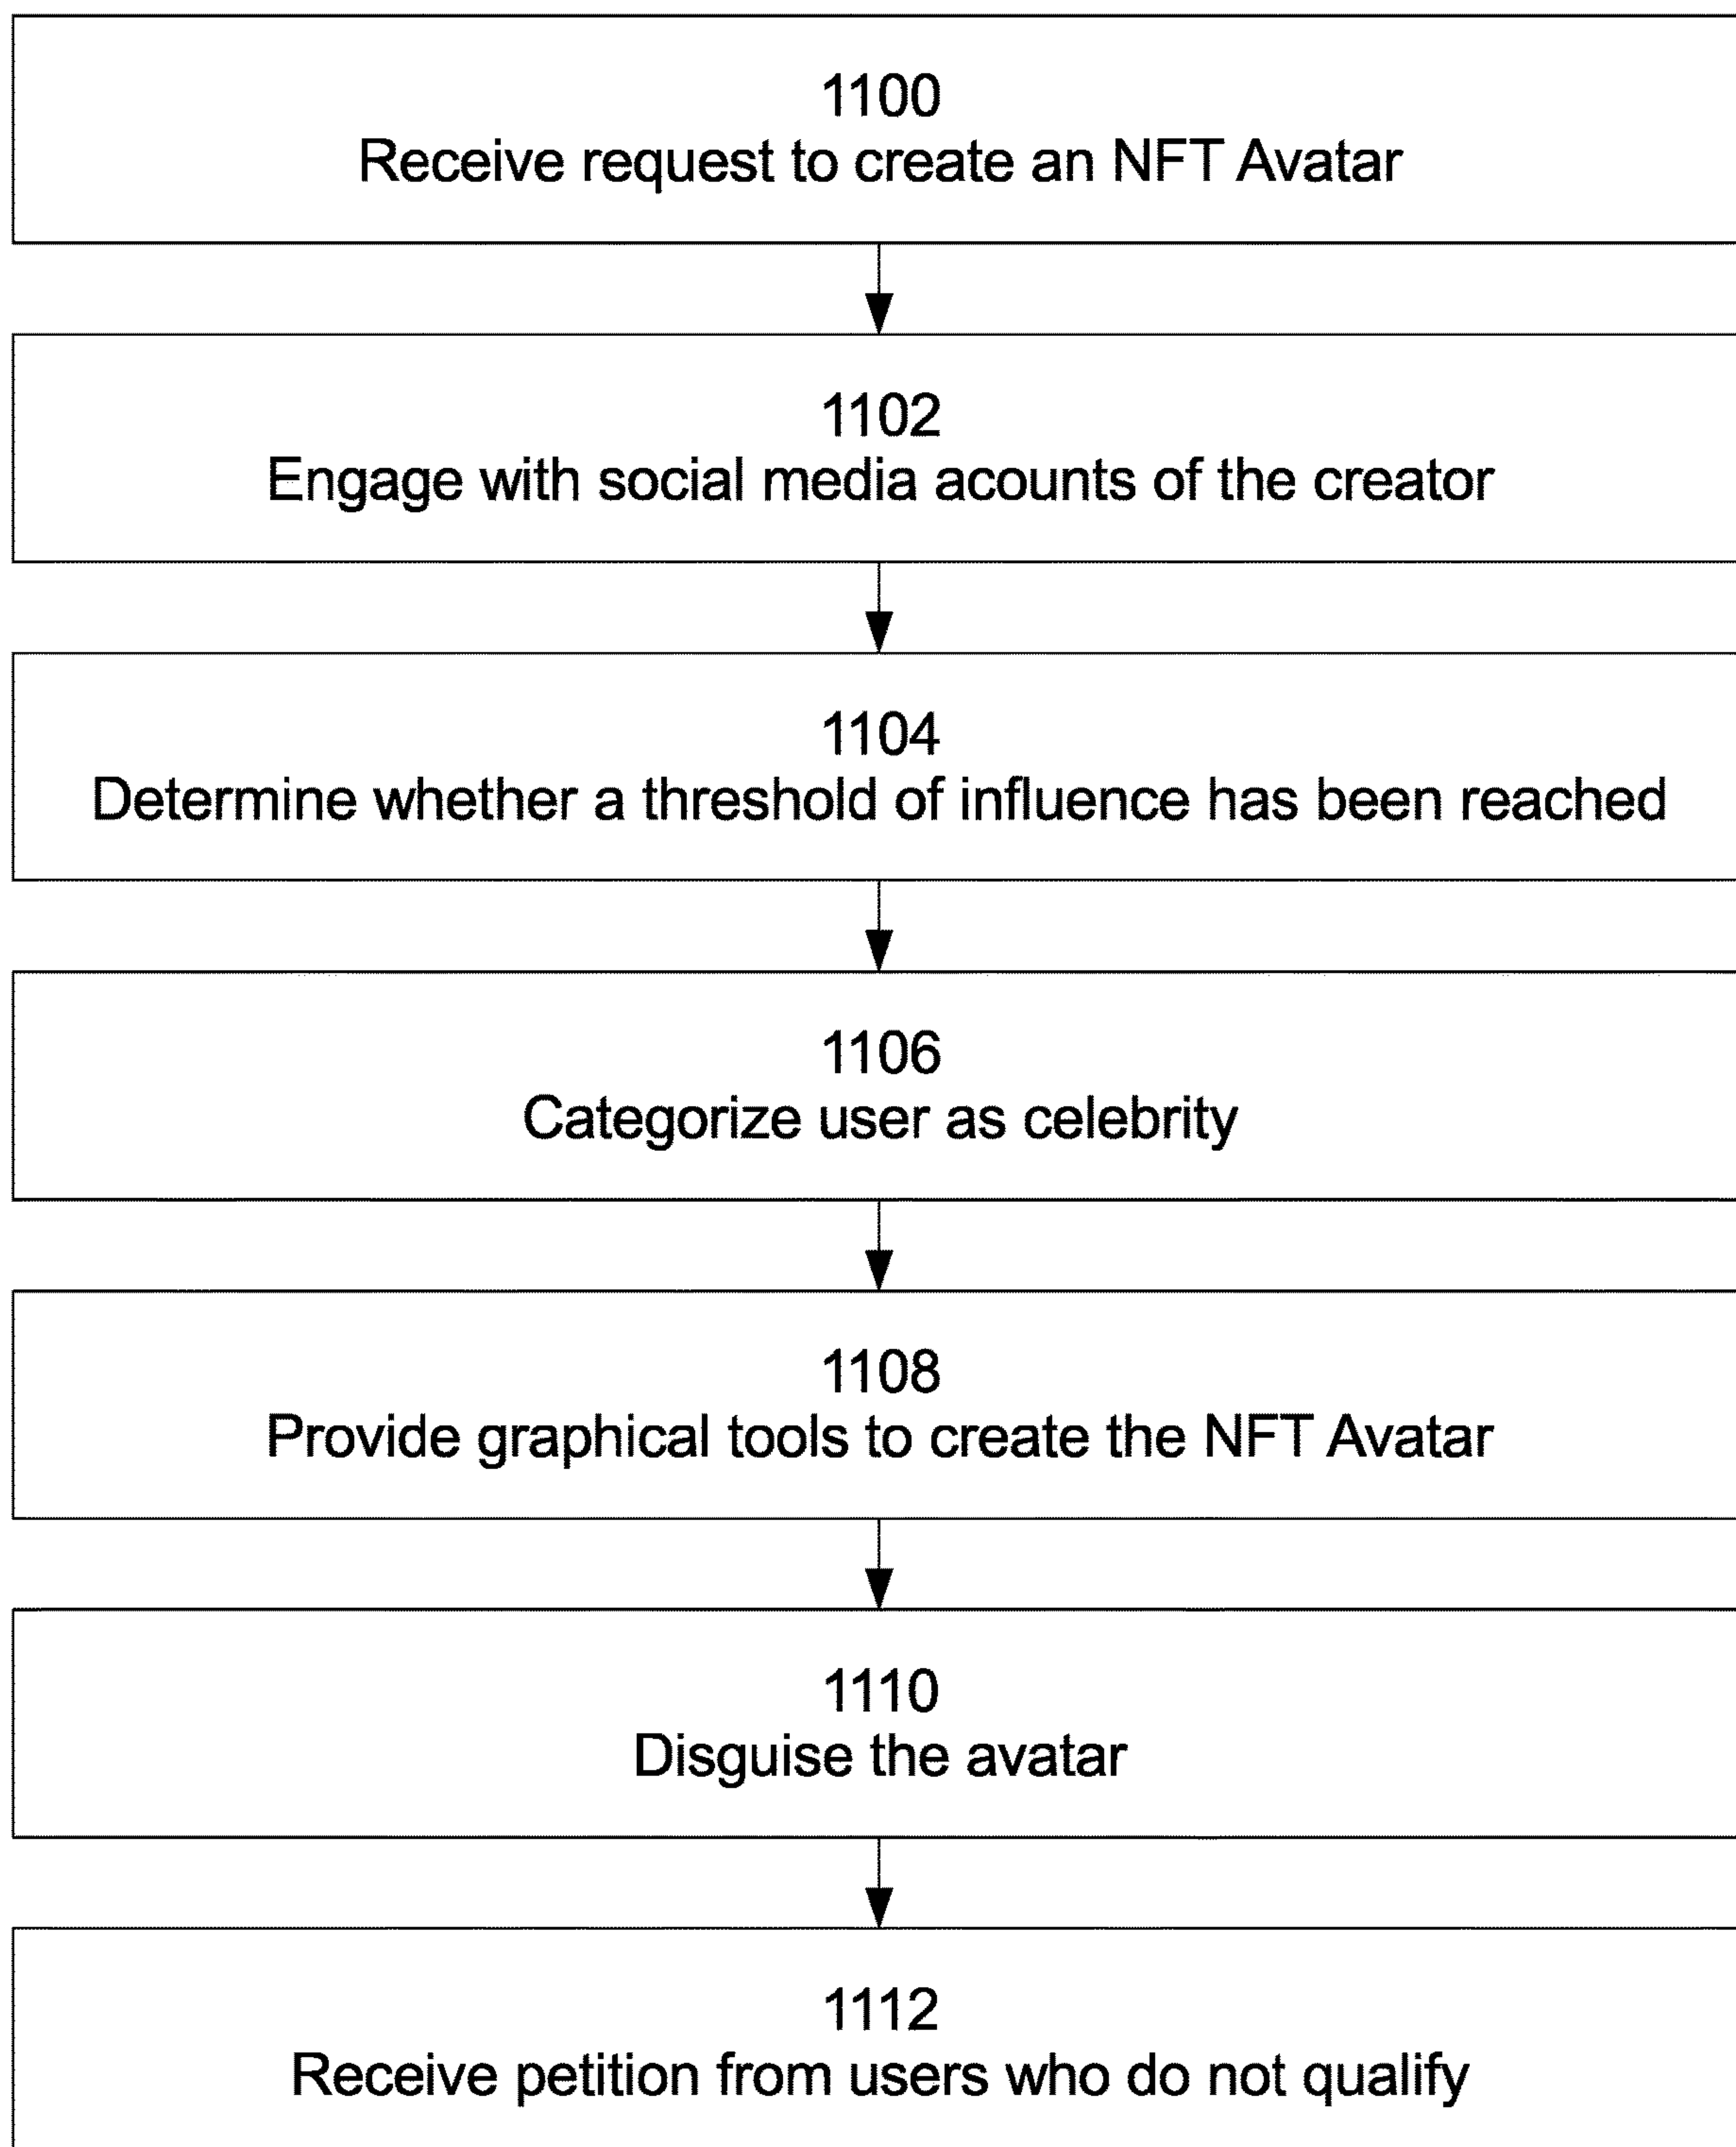 1100
Receive request to create an NFT Avatar
1102
Engage with social media acounts of the creator
1104
Determine whether a threshold of influence has been reached
1106
Categorize user as celebrity
1108
Provide graphical tools to create the NFT Avatar
1110
Disguise the avatar
1112
Receive petition from users who do not qualify